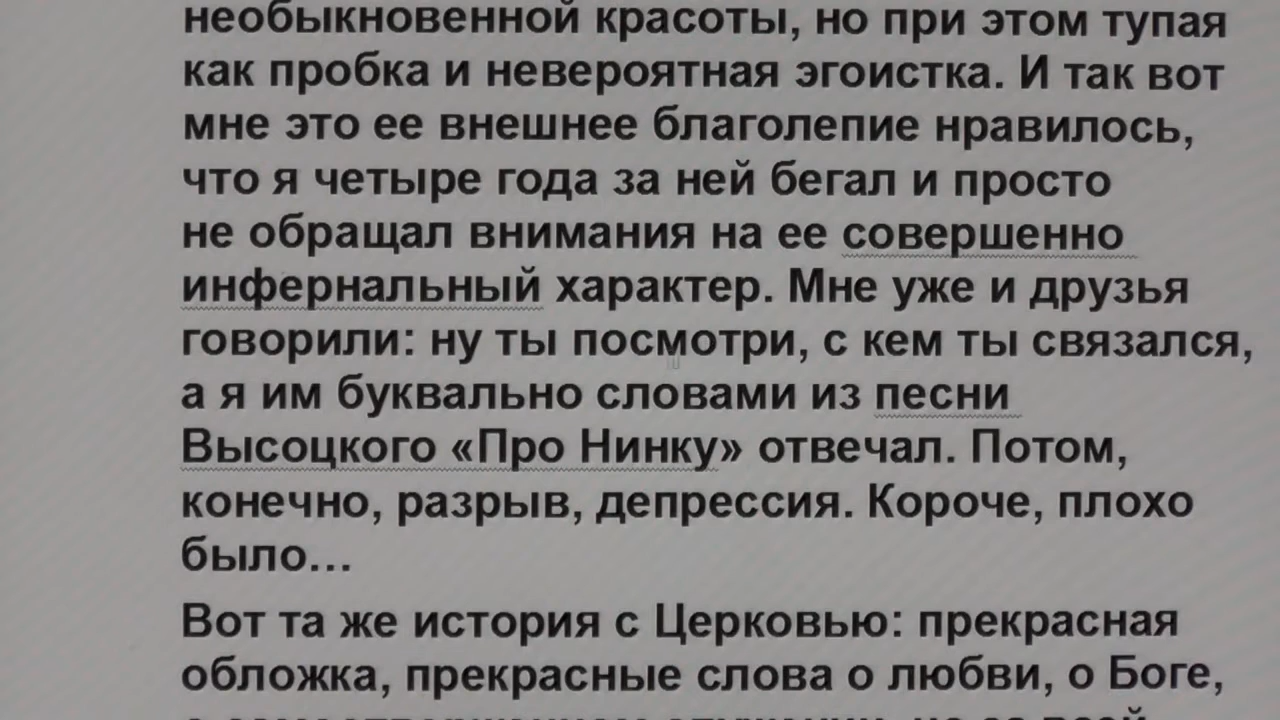 необыкновенной красоты, но при этом тупая
как пробка и невероятная эгоистка. И так вот
мне это ее внешнее благолепие нравилось,
что я четыре года за ней бегал и просто
не обращал внимания на ее совершенно
инфернальный характер. Мне уже и друзья
говорили: ну ты посмотри, с кем ты связался,
а я им буквально словами из песни
Высоцкого «Про Нинку» отвечал. Потом,
конечно, разрыв, депрессия. Короче, плохо
было…
Вот та же история с Церковью: прекрасная
обложка, прекрасные слова о любви, о Боге,